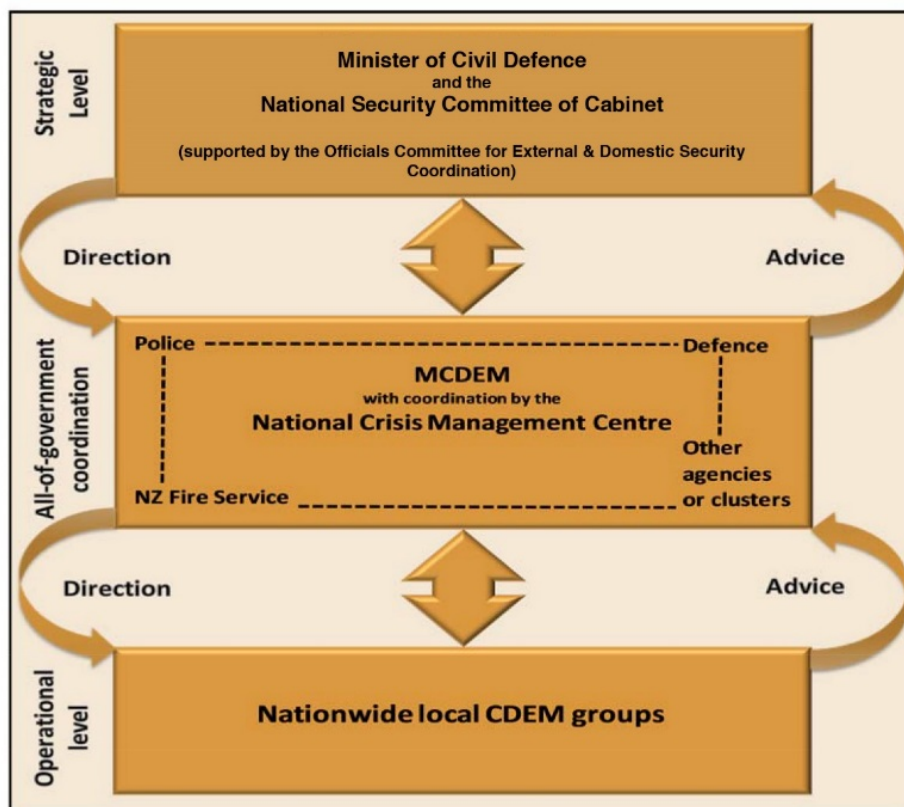 Strategic
Level
Minister of Civil Defence
and the
National Security Committee of Cabinet
(supported by the Officials Committee for External & Domestic Security
Coordination)
Direction
Advice
All-of-government
coordination
Police
Defence
MCDEM
with coordination by the
National Crisis Management Centre
Other
agencies
or clusters
NZ Fire Service
Direction
Advice
Operational
level
Nationwide local CDEM groups